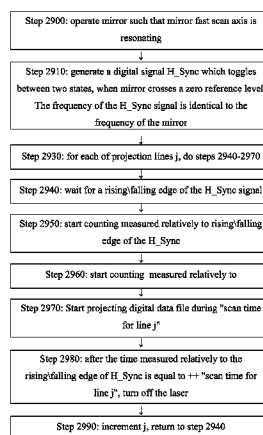 Step 2900: operate mirror such that mirror fast scan axis is
resonating
Step 2910: generate a digital signal H_Sync which toggles
between two states, when mirror crosses a zero reference level
The frequency of the H_Sync signal is identical to the
frequency of the mirror
Step 2930: for each of projection lines j, do steps 2940-2970
Step 2940: wait for a rising\falling edge of the H_Sync signal
Step 2950: start counting measured relatively to rising\falling
edge of the H_Sync
Step 2960: start counting measured relatively to
Step 2970: Start projecting digital data file during "scan time
for line j"
Step 2980: after the time measured relatively to the
rising\falling edge of H_Sync is equal to ++ "scan time for
line j", turn off the laser
Step 2990: increment j, return to step 2940